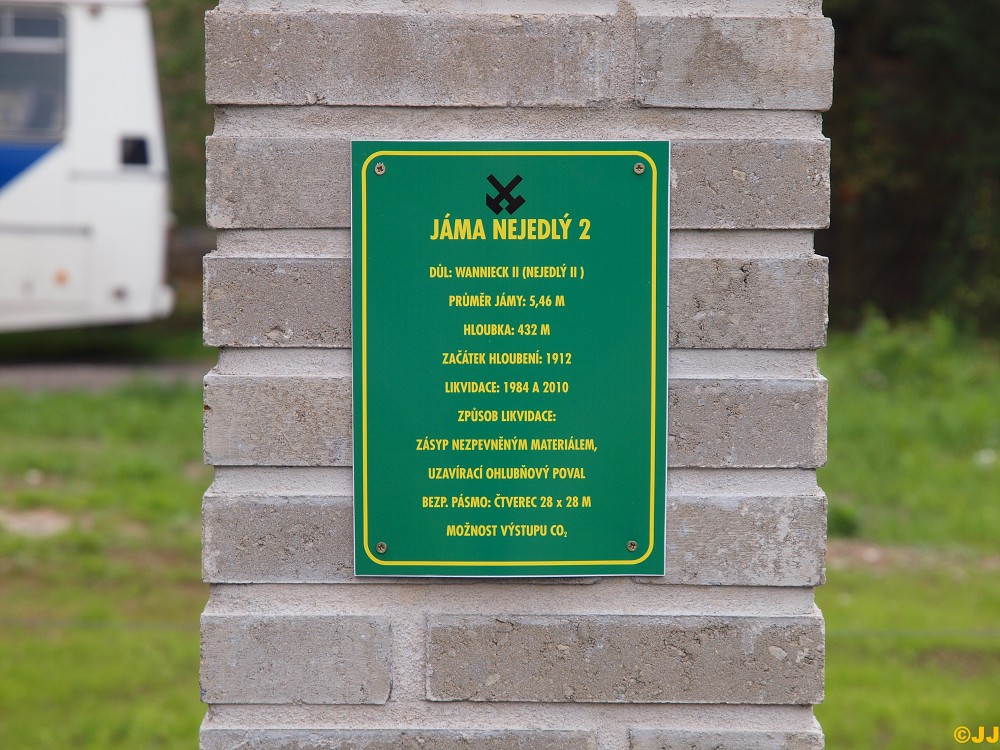 JÁMA NEJEDLÝ 2
DŮL: WANNIECK II (NEJEDLÝ II )
PRŮMĚR JÁMY: 5,46 M
HLOUBKA: 432 M
ZAČÁTEK HLOUBENÍ: 1912
LIKVIDACE: 1984 A 2010
ZPŮSOB LIKVIDACE:
ZÁSYP NEZPEVNĚNÝM MATERIÁLEM,
UZAVÍRACÍ OHLUBŇOVÝ POVAL
BEZP. PÁSMO: ČTVEREC 28 x 28 M
MOŽNOST VÝSTUPU CO₂
©JJ